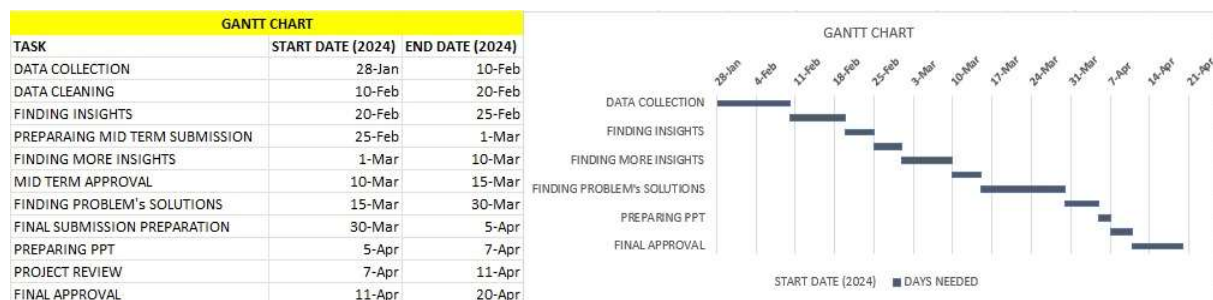 GANTT CHART
TASK START DATE (2024) END DATE (2024)
DATA COLLECTION 28-Jan 10-Feb
DATA CLEANING 10-Feb 20-Feb
FINDING INSIGHTS 20-Feb 25-Feb
PREPARAING MID TERM SUBMISSION 25-Feb 1-Mar
FINDING MORE INSIGHTS 1-Mar 10-Mar
MID TERM APPROVAL 10-Mar 15-Mar
FINDING PROBLEM's SOLUTIONS 15-Mar 30-Mar
FINAL SUBMISSION PREPARATION 30-Mar 5-Apr
PREPARING PPT 5-Apr 7-Apr
PROJECT REVIEW 7-Apr 11-Apr
FINAL APPROVAL 11-Apr 20-Apr
GANTT CHART
28-Jan 4-Feb 11-Feb 18-Feb 25-Feb 3-Mar 10-Mar 17-Mar 24-Mar 31-Mar 7-Apr 14-Apr 21-Apr
DATA COLLECTION
FINDING INSIGHTS
FINDING MORE INSIGHTS
FINDING PROBLEM's SOLUTIONS
PREPARING PPT
FINAL APPROVAL
START DATE (2024) DAYS NEEDED